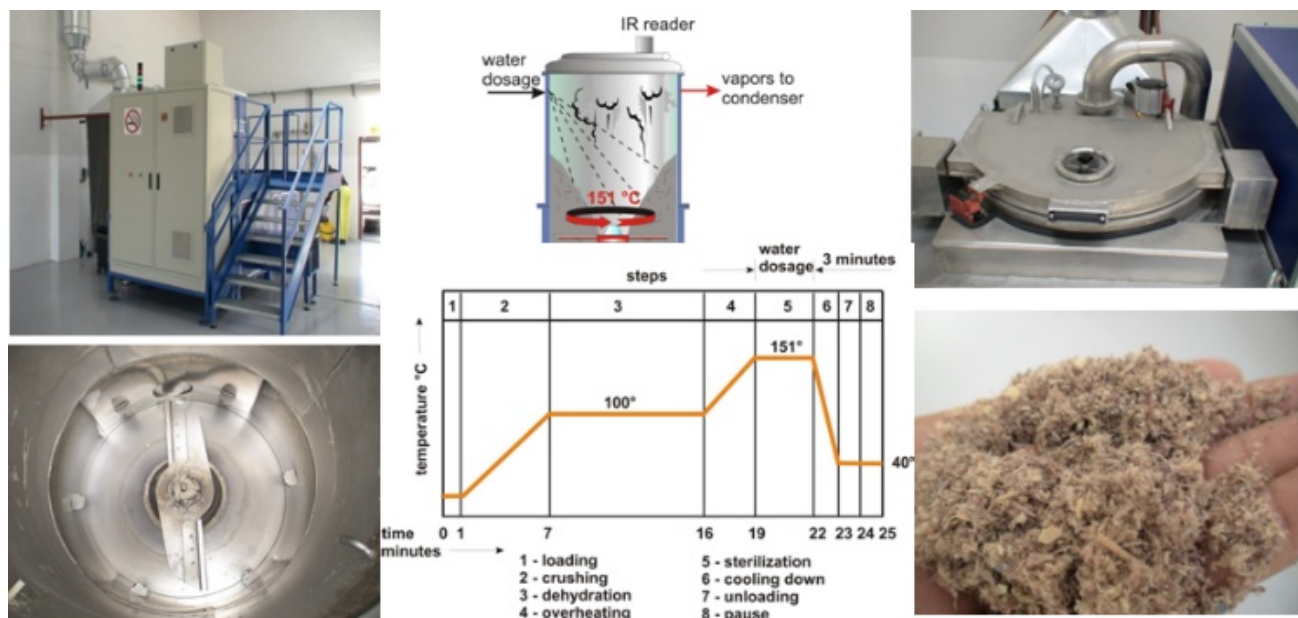 IR reader
water
dosage
vapors to
condenser
151 °C
water
dosage
3 minutes
steps
1 2 3 4 5 6 7 8
temperature °C
151°
100°
40°
time
minutes
0 1 7 16 19 22 23 24 25
1 - loading
2 - crushing
3 - dehydration
4 - overheating
5 - sterilization
6 - cooling down
7 - unloading
8 - pause